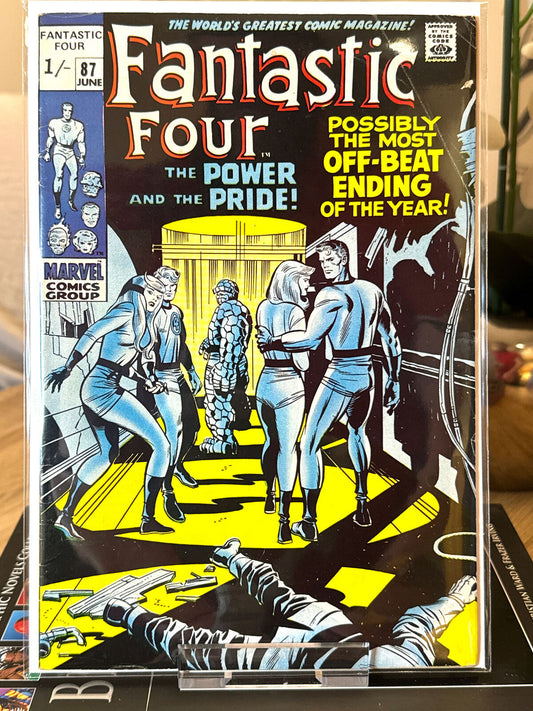 THE WORLD'S GREATEST COMIC MAGAZINE!
FANTASTIC
FOUR
1/- 87
JUNE
Fantastic
FOUR
TM
APPROVED
BY THE
COMICS
CODE
AUTHORITY
THE POWER
AND THE PRIDE!
POSSIBLY
THE MOST
OFF-BEAT
ENDING
OF THE YEAR!
MARVEL
COMICS
GROUP